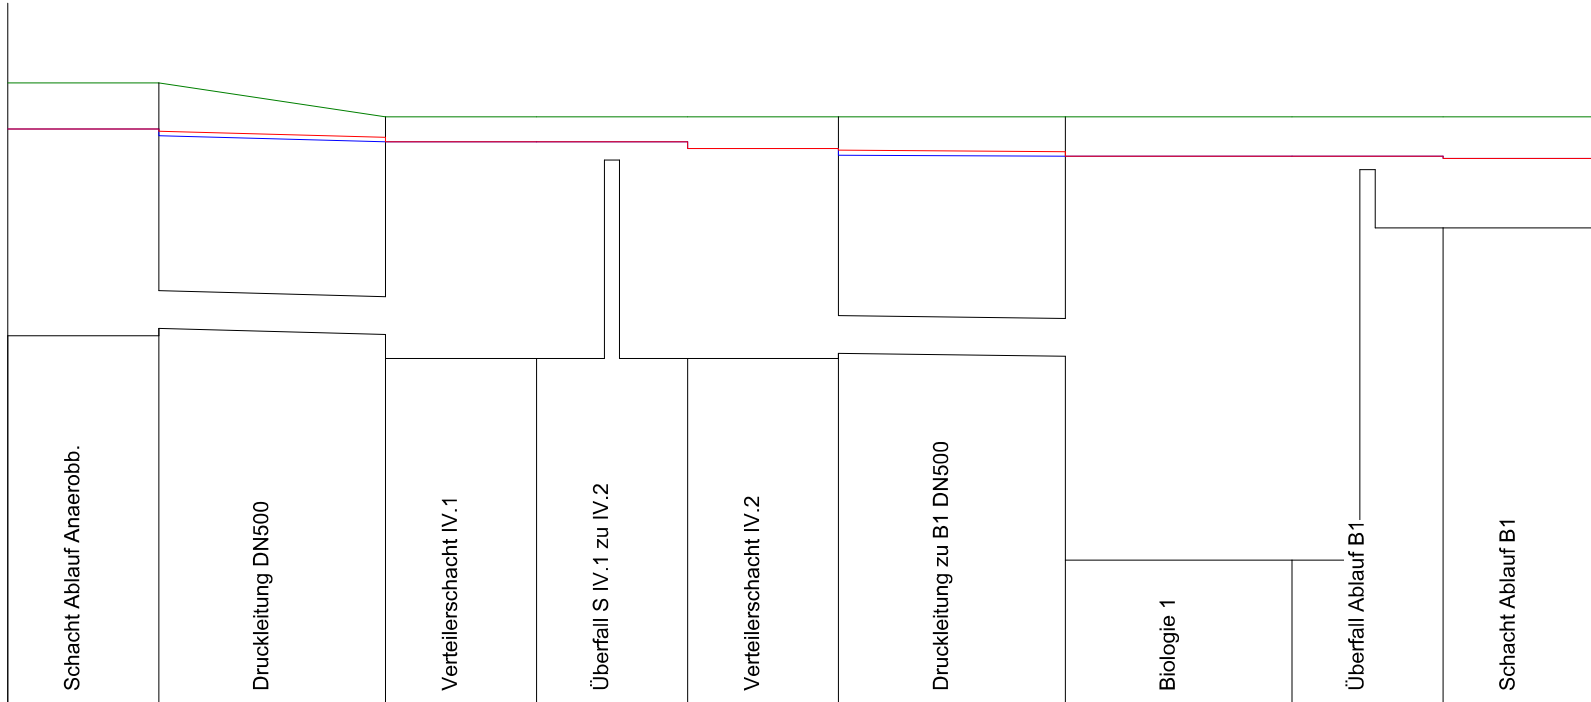 Schacht Ablauf Anaerobb.
Druckleitung DN500
Verteilerschacht IV.1
Überfall S IV.1 zu IV.2
Verteilerschacht IV.2
Druckleitung zu B1 DN500
Biologie 1
Überfall Ablauf B1
Schacht Ablauf B1